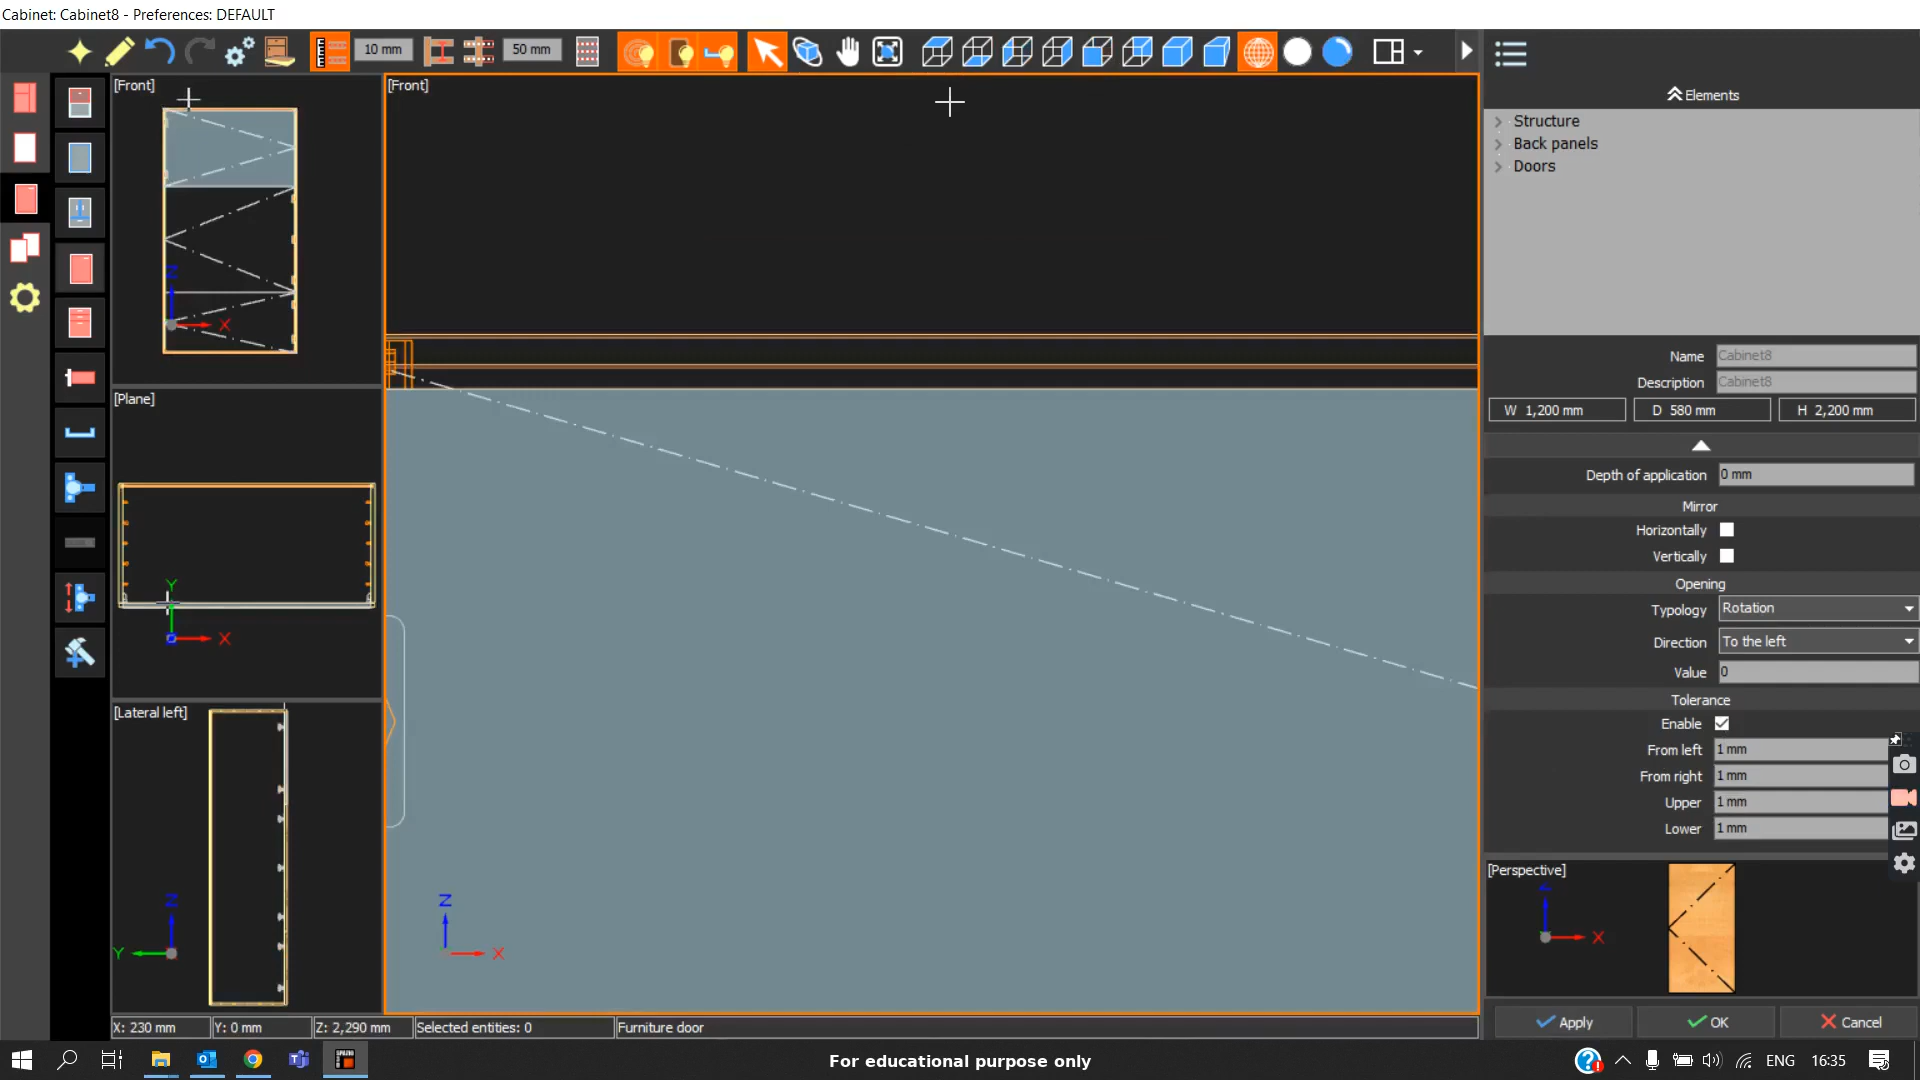 Cabinet: Cabinet8 - Preferences: DEFAULT
10 mm
50 mm
[Front]
[Front]
Elements
Structure
Back panels
Doors
Z
X
Name Cabinet8
Description Cabinet8
W 1,200 mm D 580 mm H 2,200 mm
[Plane]
Depth of application 0 mm
Mirror
Horizontally
Vertically
Opening
Typology Rotation
Direction To the left
Value 0
Y
X
Tolerance
Enable
From left 1 mm
From right 1 mm
Upper 1 mm
Lower 1 mm
[Lateral left]
[Perspective]
Z
Y
Z
X
Z
X
X: 230 mm Y: 0 mm Z: 2,290 mm Selected entities: 0 Furniture door
Apply OK Cancel
For educational purpose only
ENG 16:35